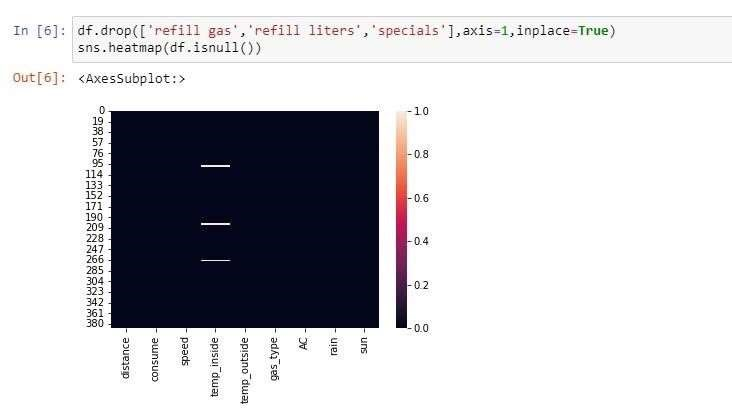 In [6]: df.drop(['refill gas','refill liters','specials'],axis=1,inplace=True)
sns.heatmap(df.isnull())
Out[6]: <AxesSubplot:>
0
19
38
57
76
95
114
133
152
171
190
209
228
247
266
285
304
323
342
361
380
1.0
0.8
0.6
0.4
0.2
0.0
distance
consume
speed
temp_inside
temp_outside
gas_type
AC
rain
sun